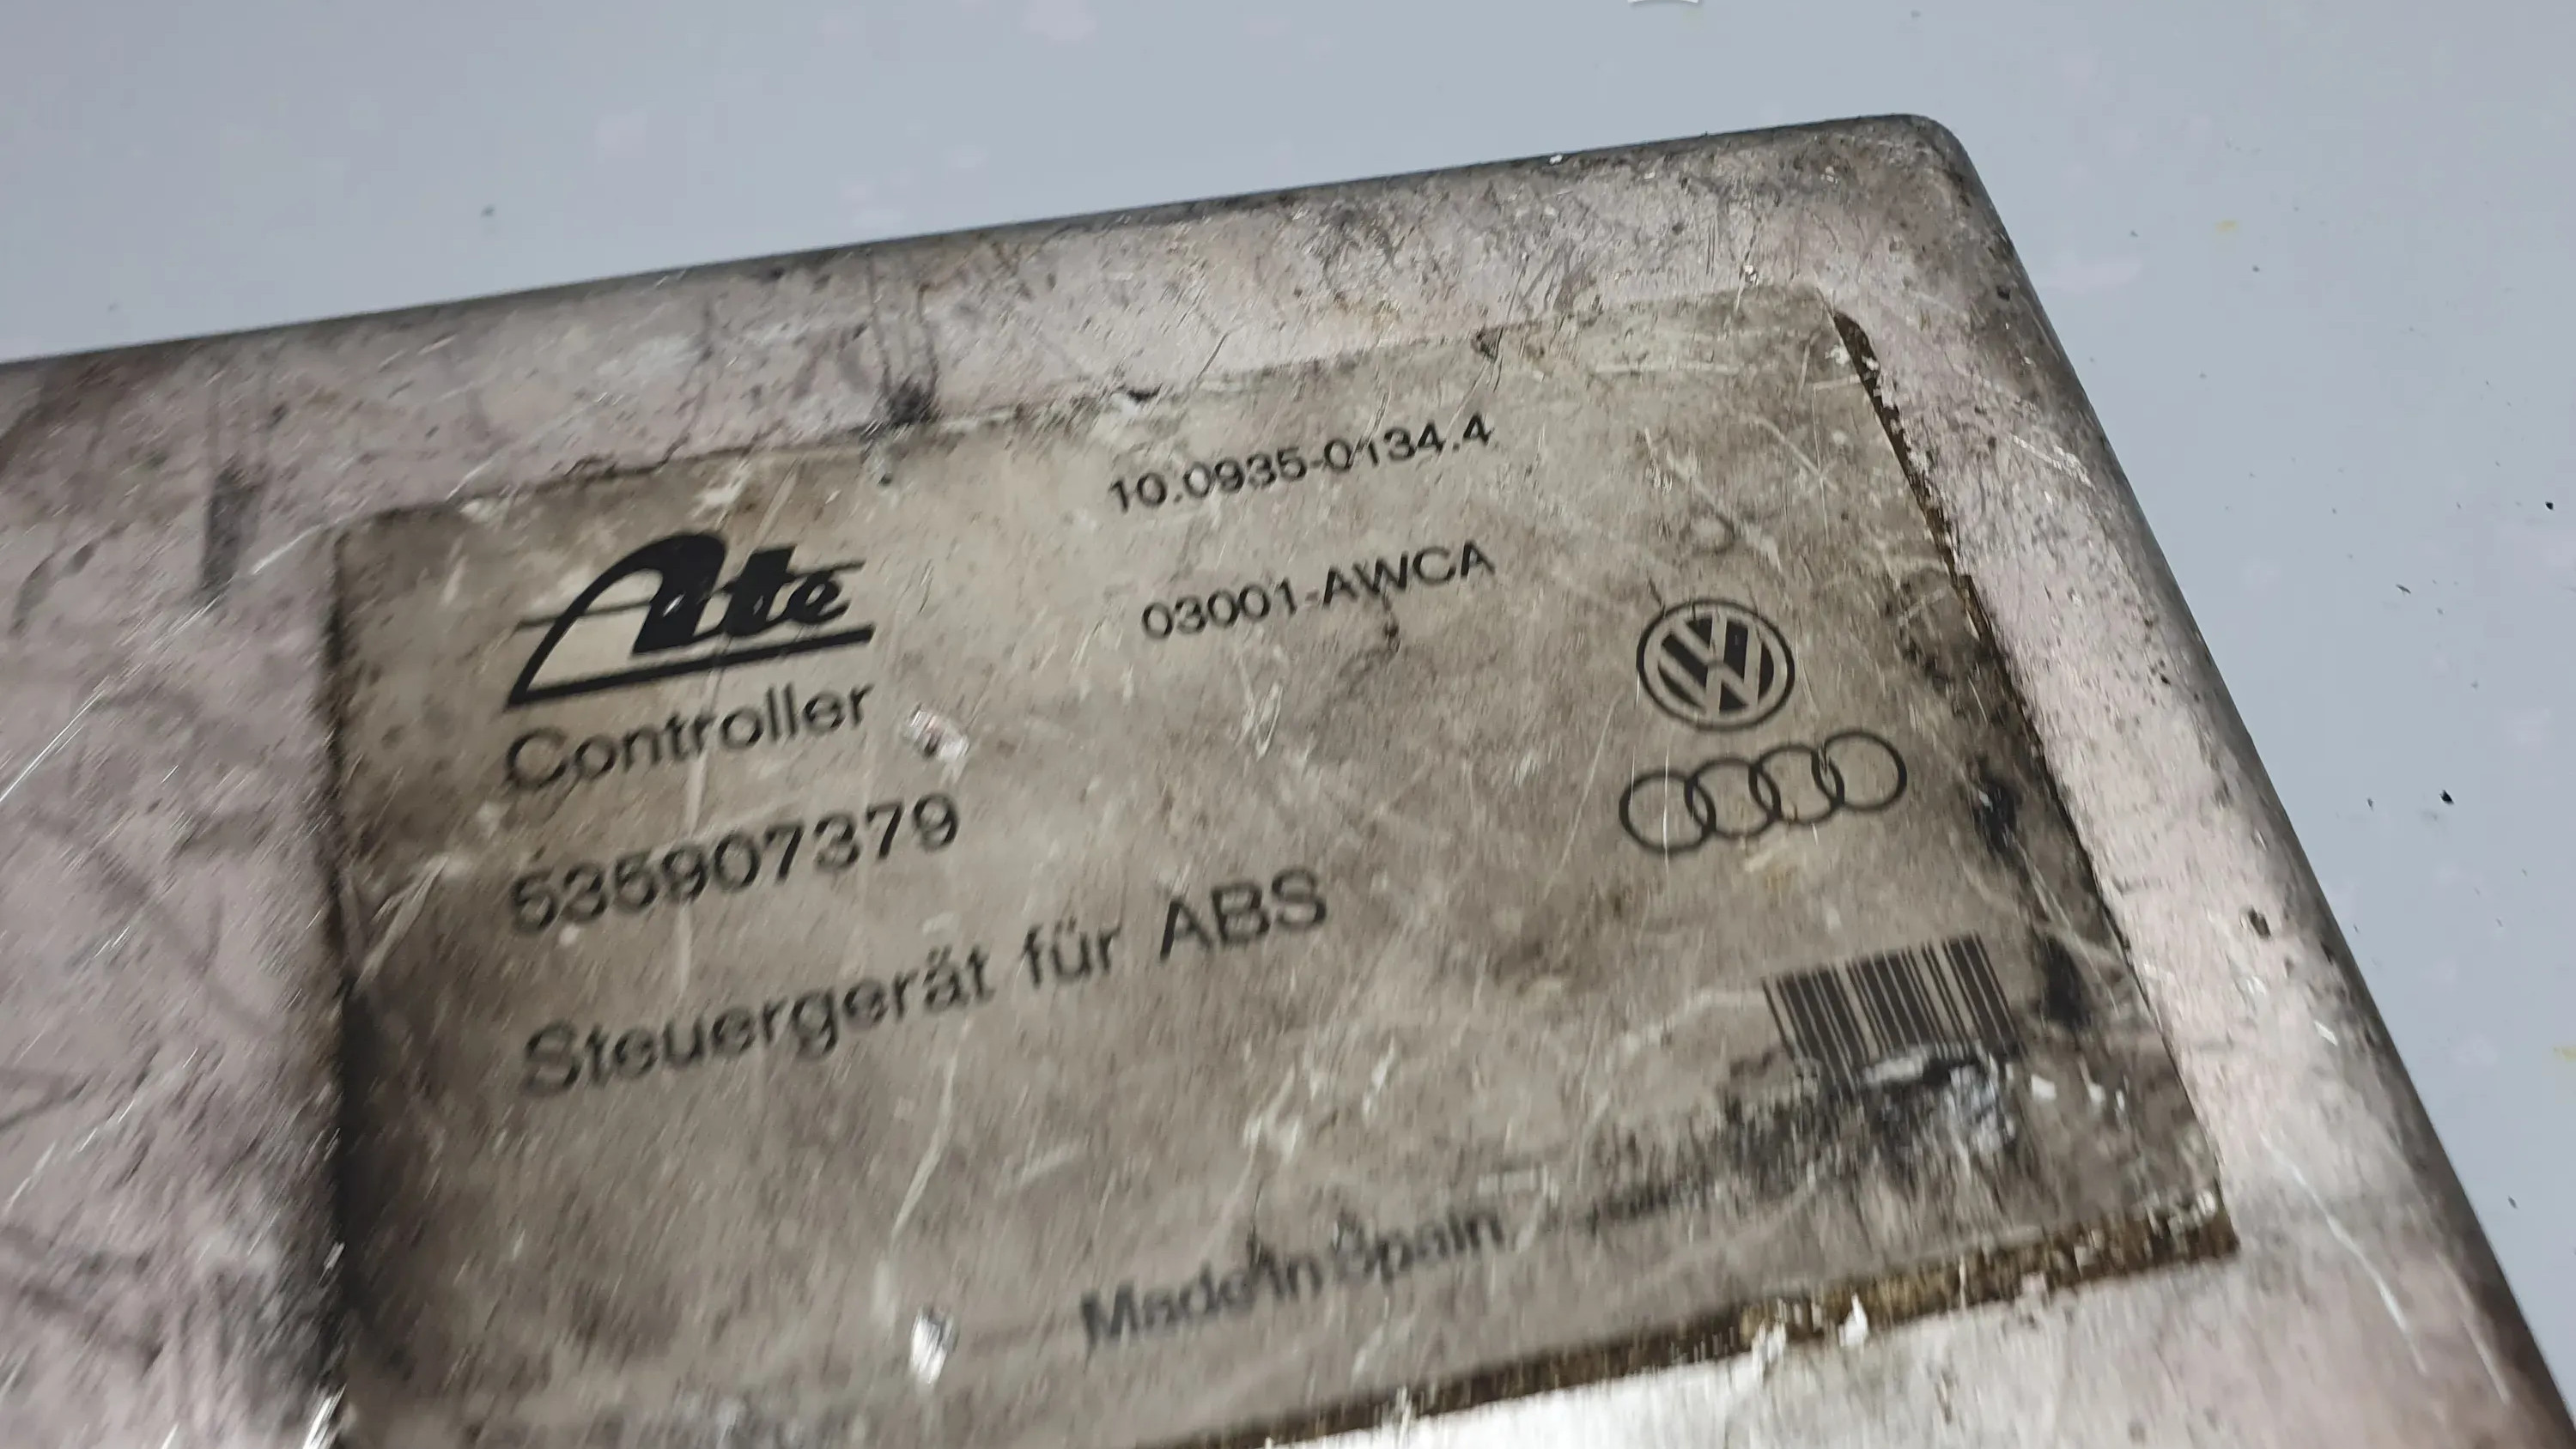 10.0935-0134.4
Ate
03001-AWCA
Controller
535907379
Steuergerät für ABS
Made in Spain